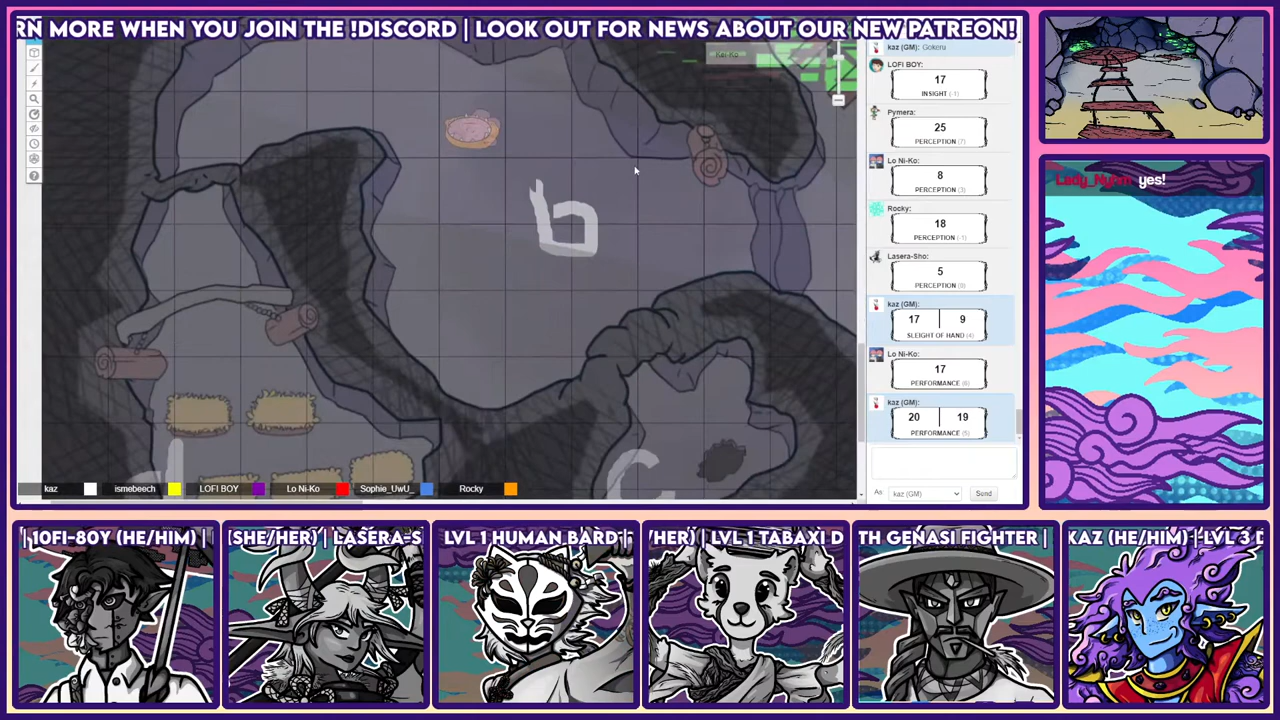 RN MORE WHEN YOU JOIN THE !DISCORD | LOOK OUT FOR NEWS ABOUT OUR NEW PATREON!
Kei-Ko
b
c
kaz (GM): Gokeru
LOFI BOY:
17
INSIGHT (-1)
Pymera:
25
PERCEPTION (7)
Lo Ni-Ko:
8
PERCEPTION (3)
Rocky:
18
PERCEPTION (-1)
Lasera-Sho:
5
PERCEPTION (0)
kaz (GM):
17 | 9
SLEIGHT OF HAND (4)
Lo Ni-Ko:
17
PERFORMANCE (6)
kaz (GM):
20 | 19
PERFORMANCE (5)
As: kaz (GM) Send
kaz ismebeech LOFI BOY Lo Ni-Ko Sophie_UwU_ Rocky
yes!
| 10FI-80Y (HE/HIM) |
(SHE/HER) | LASERA-S
LVL 1 HUMAN BARD |
/HER) | LVL 1 TABAXI D
TH GENASI FIGHTER |
KAZ (HE/HIM) | LVL 3 D